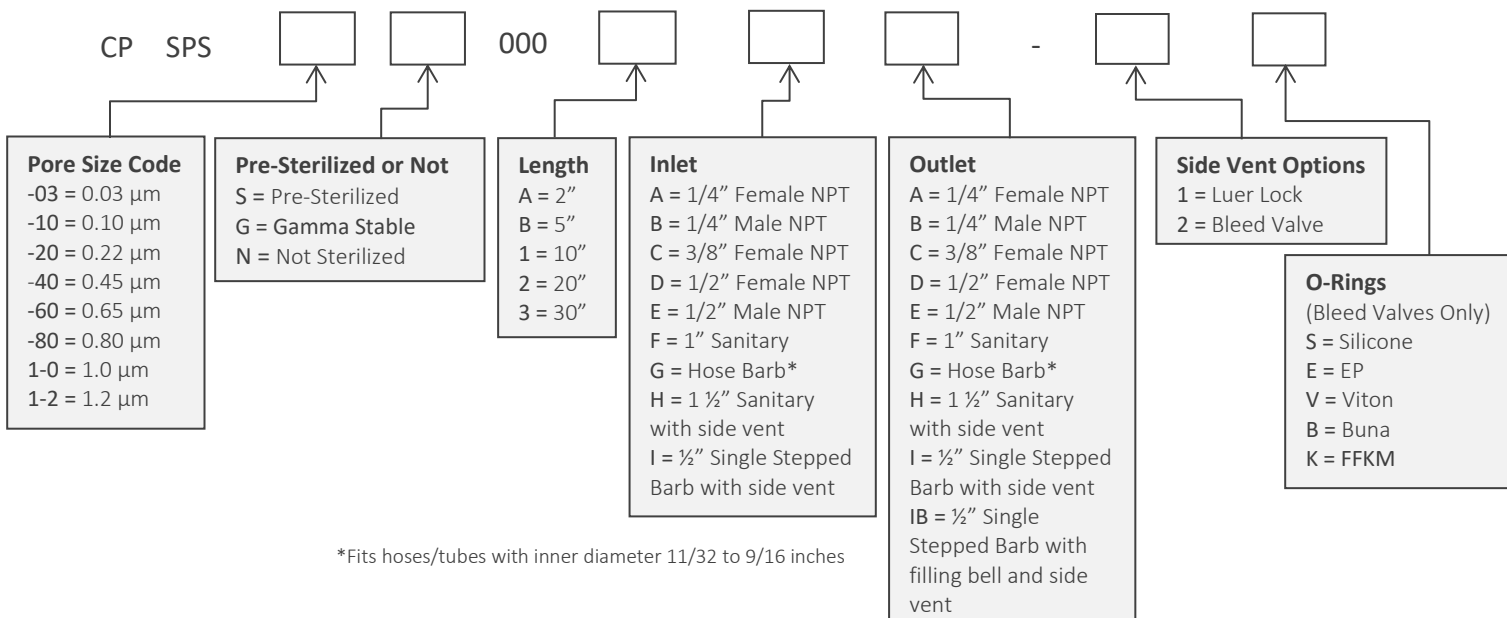 CP SPS 000 -
Pore Size Code
-03 = 0.03 µm
-10 = 0.10 µm
-20 = 0.22 µm
-40 = 0.45 µm
-60 = 0.65 µm
-80 = 0.80 µm
1-0 = 1.0 µm
1-2 = 1.2 µm
Pre-Sterilized or Not
S = Pre-Sterilized
G = Gamma Stable
N = Not Sterilized
Length
A = 2”
B = 5”
1 = 10”
2 = 20”
3 = 30”
Inlet
A = 1/4” Female NPT
B = 1/4” Male NPT
C = 3/8” Female NPT
D = 1/2” Female NPT
E = 1/2” Male NPT
F = 1” Sanitary
G = Hose Barb*
H = 1 ½” Sanitary
with side vent
I = ½” Single Stepped
Barb with side vent
Outlet
A = 1/4” Female NPT
B = 1/4” Male NPT
C = 3/8” Female NPT
D = 1/2” Female NPT
E = 1/2” Male NPT
F = 1” Sanitary
G = Hose Barb*
H = 1 ½” Sanitary
with side vent
I = ½” Single Stepped
Barb with side vent
IB = ½” Single
Stepped Barb with
filling bell and side
vent
Side Vent Options
1 = Luer Lock
2 = Bleed Valve
O-Rings
(Bleed Valves Only)
S = Silicone
E = EP
V = Viton
B = Buna
K = FFKM
*Fits hoses/tubes with inner diameter 11/32 to 9/16 inches